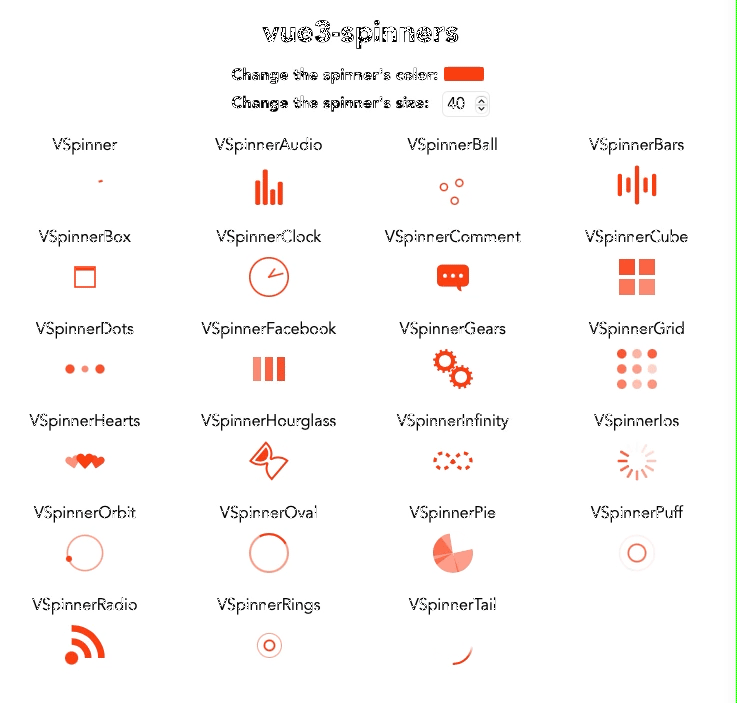 vue3-spinners
Change the spinner's color:
Change the spinner's size: 40
VSpinner VSpinnerAudio VSpinnerBall VSpinnerBars
VSpinnerBox VSpinnerClock VSpinnerComment VSpinnerCube
VSpinnerDots VSpinnerFacebook VSpinnerGears VSpinnerGrid
VSpinnerHearts VSpinnerHourglass VSpinnerInfinity VSpinnerIos
VSpinnerOrbit VSpinnerOval VSpinnerPie VSpinnerPuff
VSpinnerRadio VSpinnerRings VSpinnerTail